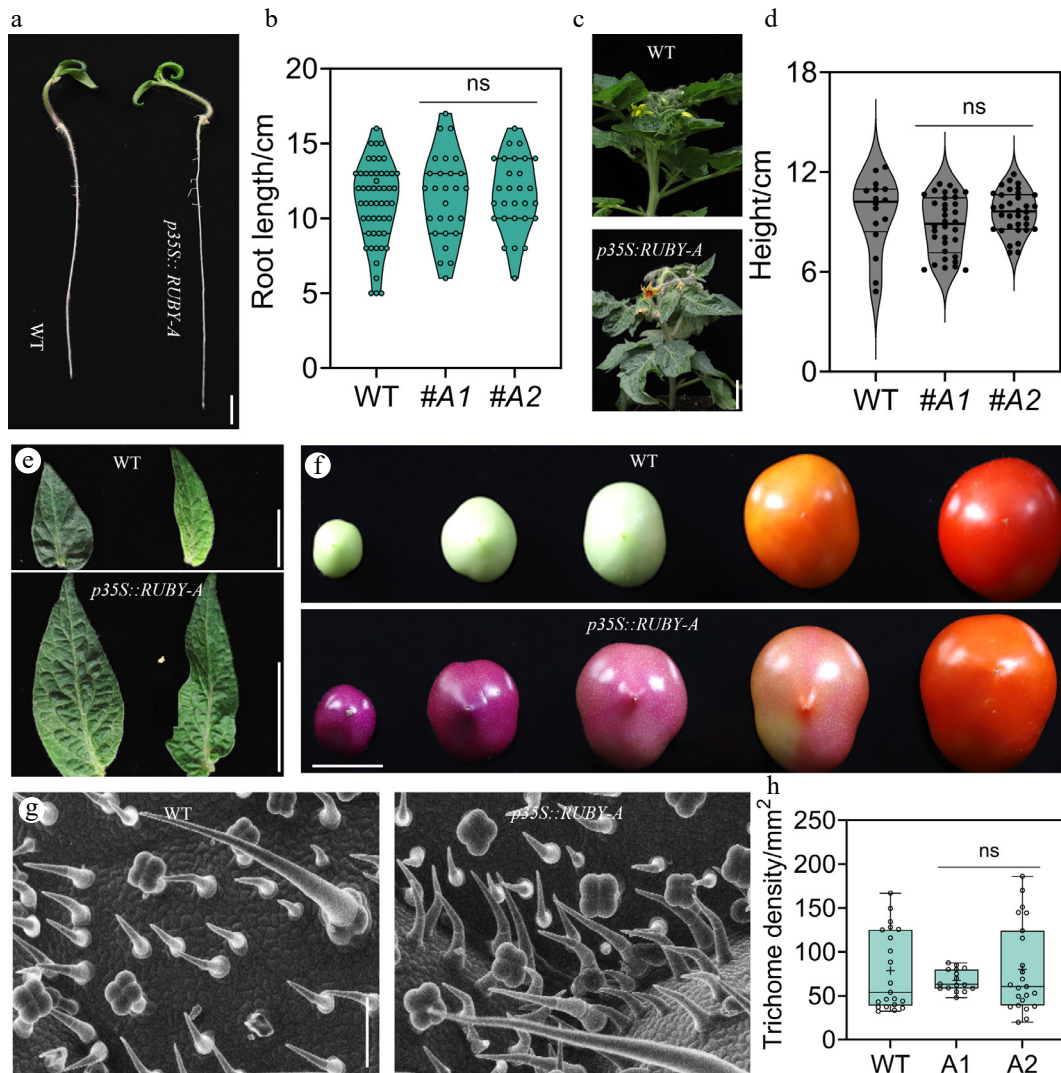 a
WT
p35S:: RUBY-A
b
Root length/cm
20
15
10
5
0
ns
WT #A1 #A2
c
WT
p35S:RUBY-A
d
Height/cm
18
12
6
0
ns
WT #A1 #A2
e
WT
p35S::RUBY-A
f
WT
p35S::RUBY-A
g
WT
p35S::RUBY-A
h
Trichome density/mm²
250
200
150
100
50
0
ns
WT A1 A2